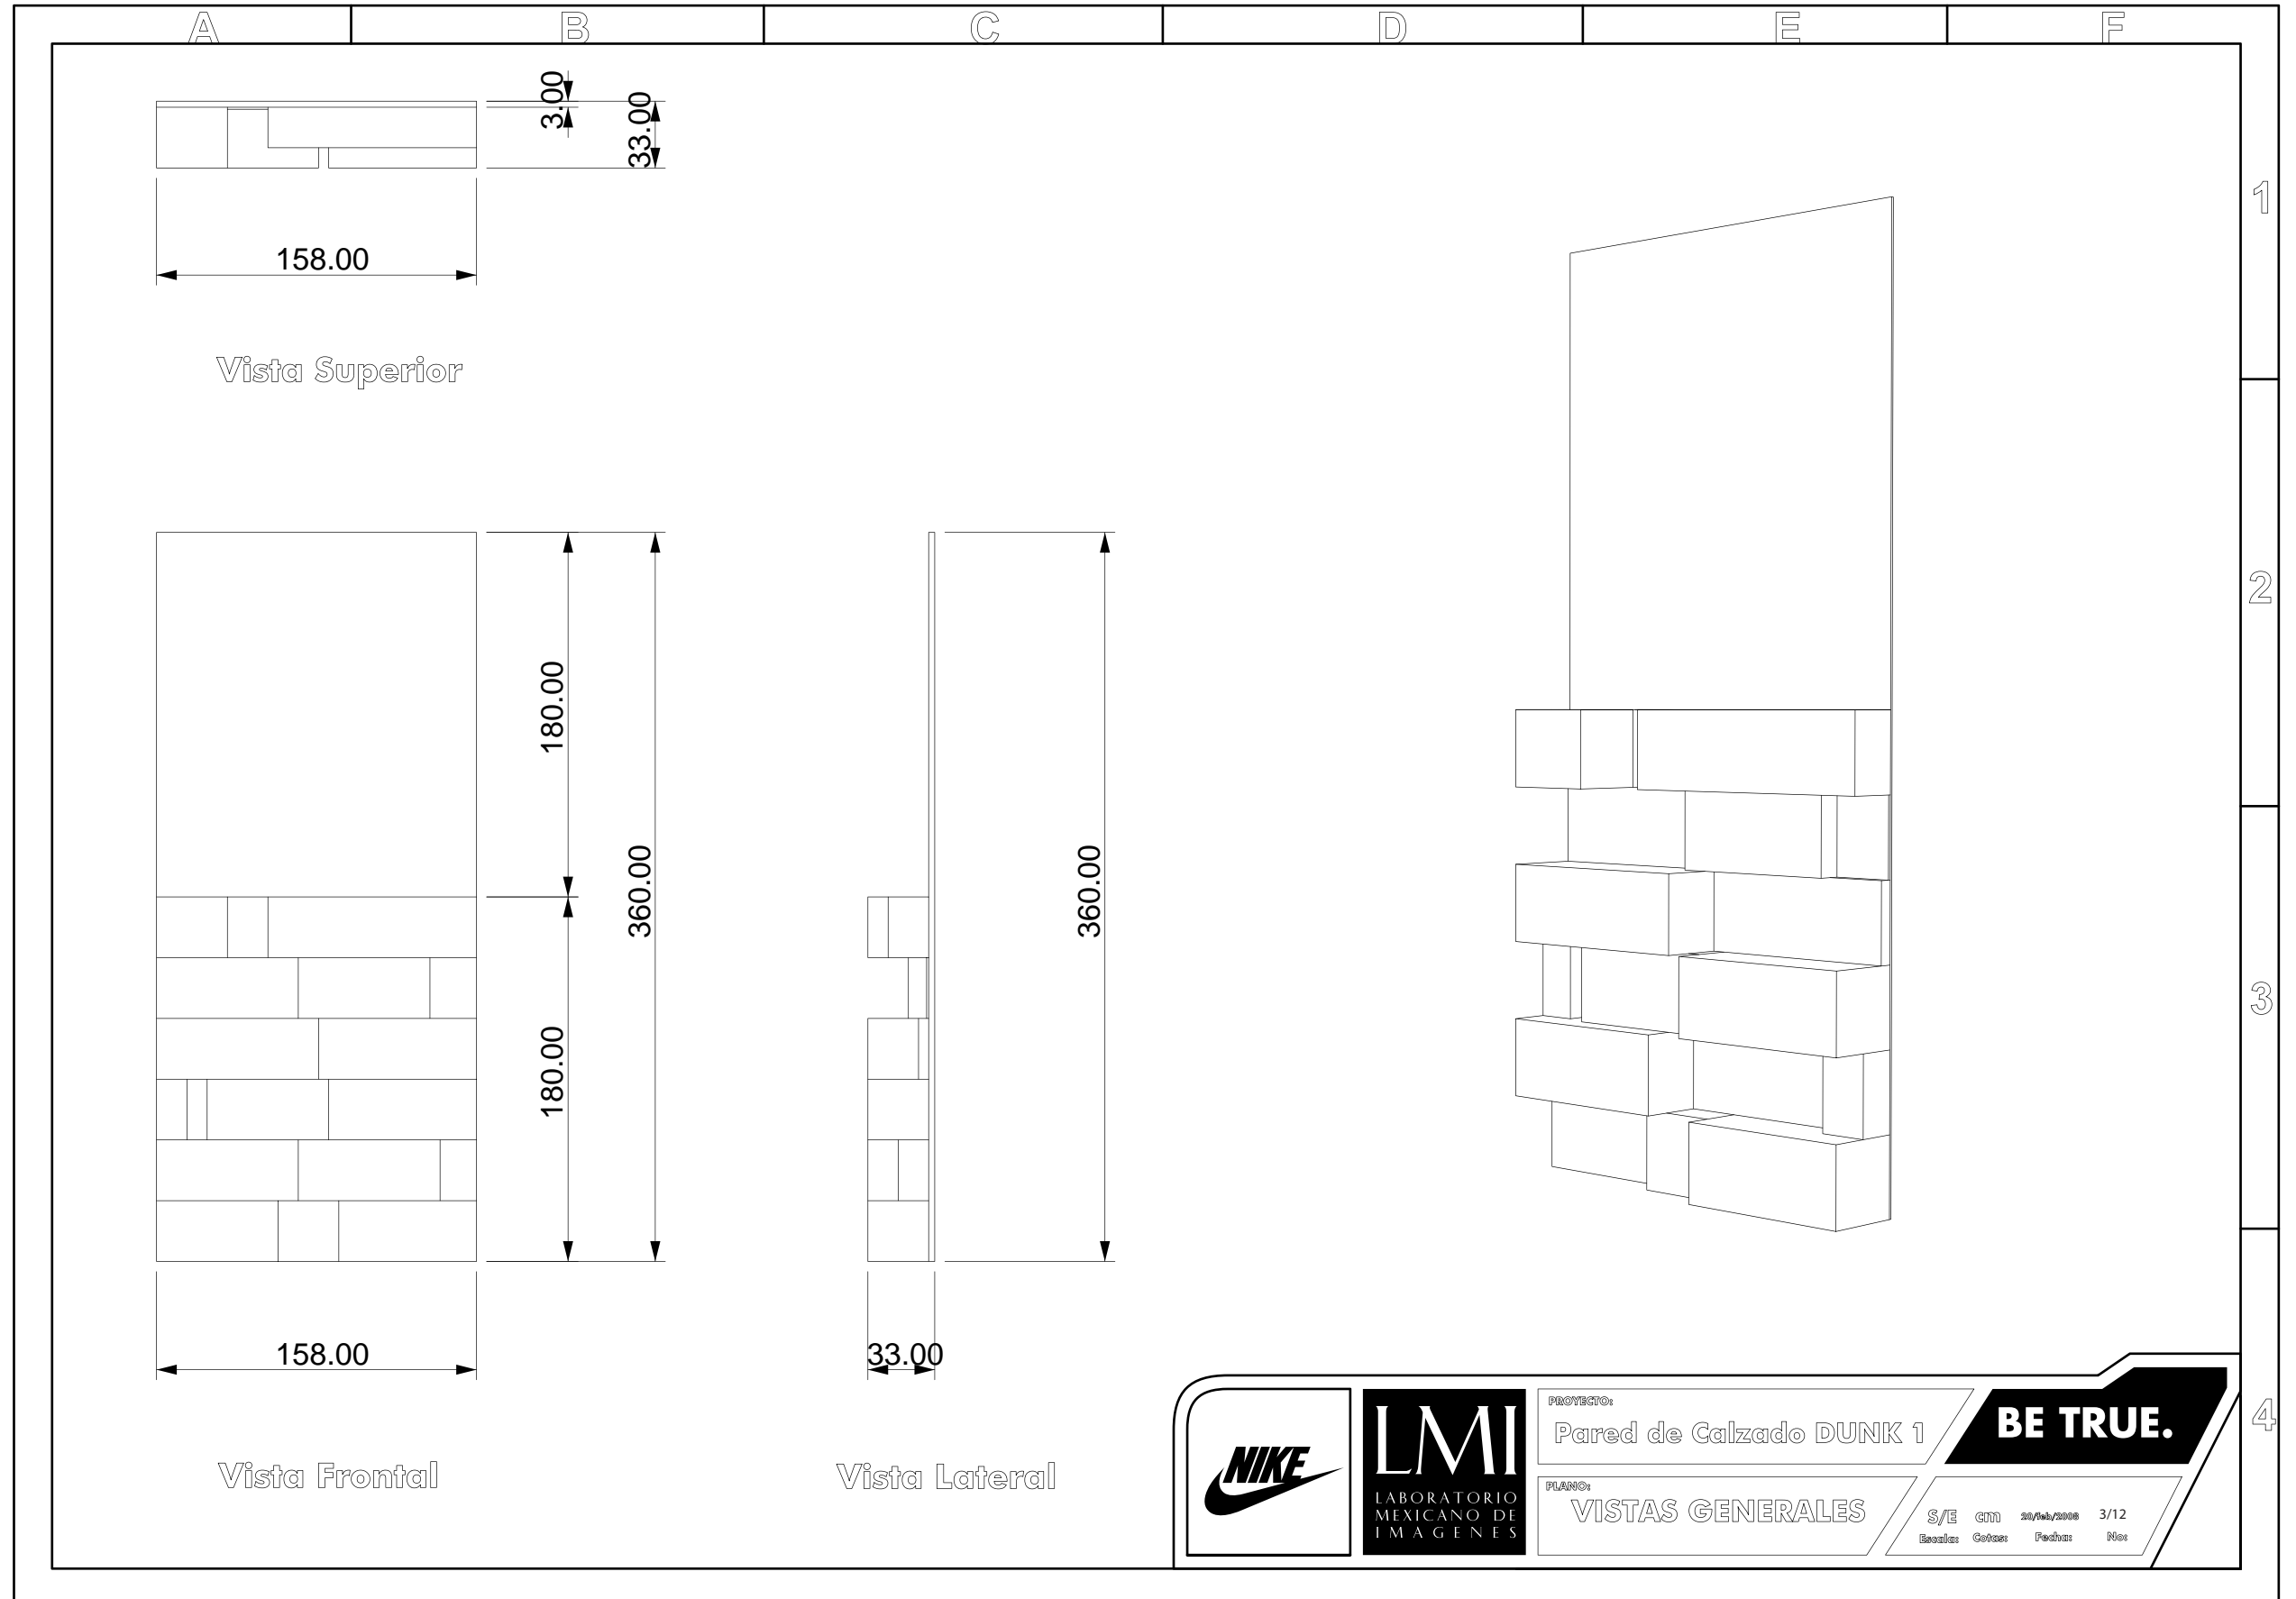 A B C D E F
3.00
33.00
158.00
1
Vista Superior
2
180.00
360.00
360.00
3
180.00
158.00
33.00
Vista Frontal
Vista Lateral
4
NIKE
LMI
LABORATORIO
MEXICANO DE
IMAGENES
PROYECTO:
Pared de Calzado DUNK 1
BE TRUE.
PLANO:
VISTAS GENERALES
S/E cm 20/feb/2008 3/12
Escala: Cotas: Fecha: No: